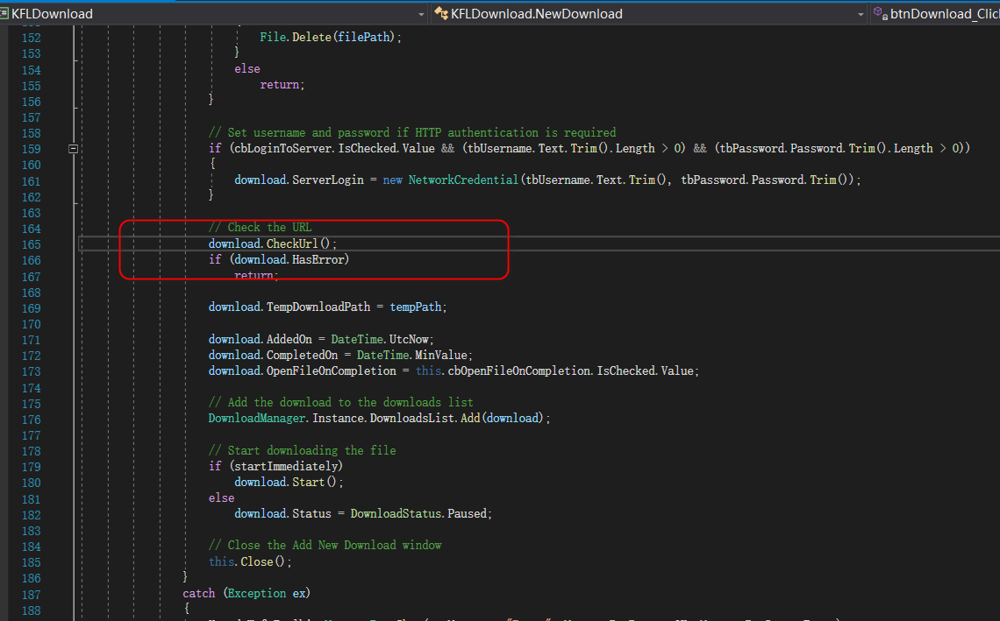 KFLDownload
KFLDownload.NewDownload
btnDownload_Clic
152 File.Delete(filePath);
153 }
154 else
155 return;
156 }
157
158 // Set username and password if HTTP authentication is required
159 if (cbLoginToServer.IsChecked.Value && (tbUsername.Text.Trim().Length > 0) && (tbPassword.Password.Trim().Length > 0))
160 {
161 download.ServerLogin = new NetworkCredential(tbUsername.Text.Trim(), tbPassword.Password.Trim());
162 }
163
164 // Check the URL
165 download.CheckUrl();
166 if (download.HasError)
167 return;
168
169 download.TempDownloadPath = tempPath;
170
171 download.AddedOn = DateTime.UtcNow;
172 download.CompletedOn = DateTime.MinValue;
173 download.OpenFileOnCompletion = this.cbOpenFileOnCompletion.IsChecked.Value;
174
175 // Add the download to the downloads list
176 DownloadManager.Instance.DownloadsList.Add(download);
177
178 // Start downloading the file
179 if (startImmediately)
180 download.Start();
181 else
182 download.Status = DownloadStatus.Paused;
183
184 // Close the Add New Download window
185 this.Close();
186 }
187 catch (Exception ex)
188 {